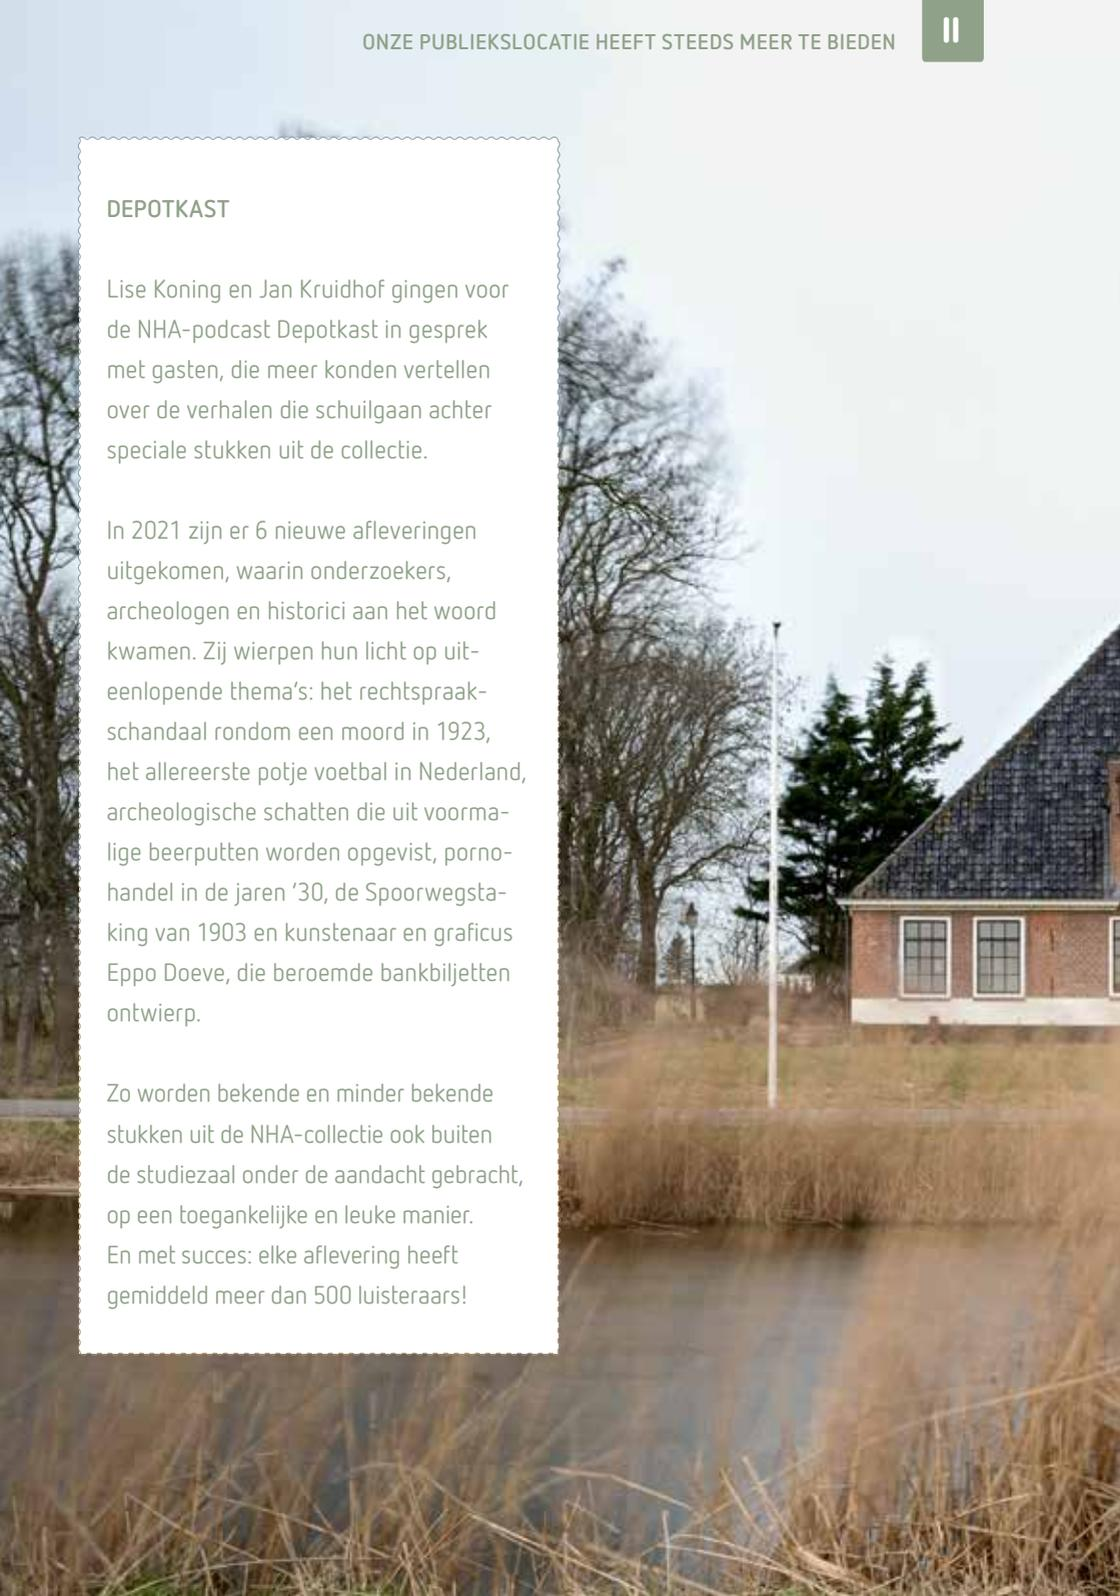 ONZE PUBLIEKSLOCATIE HEEFT STEEDS MEER TE BIEDEN
II
DEPOTKAST
Lise Koning en Jan Kruidhof gingen voor
de NHA-podcast Depotkast in gesprek
met gasten, die meer konden vertellen
over de verhalen die schuilgaan achter
speciale stukken uit de collectie.
In 2021 zijn er 6 nieuwe afleveringen
uitgekomen, waarin onderzoekers,
archeologen en historici aan het woord
kwamen. Zij wierpen hun licht op uit-
eenlopende thema's: het rechtspraak-
schandaal rondom een moord in 1923,
het allereerste potje voetbal in Nederland,
archeologische schatten die uit voorma-
lige beerputten worden opgevist, porno-
handel in de jaren '30, de Spoorwegsta-
king van 1903 en kunstenaar en graficus
Eppo Doeve, die beroemde bankbiljetten
ontwierp.
Zo worden bekende en minder bekende
stukken uit de NHA-collectie ook buiten
de studiezaal onder de aandacht gebracht,
op een toegankelijke en leuke manier.
En met succes: elke aflevering heeft
gemiddeld meer dan 500 luisteraars!